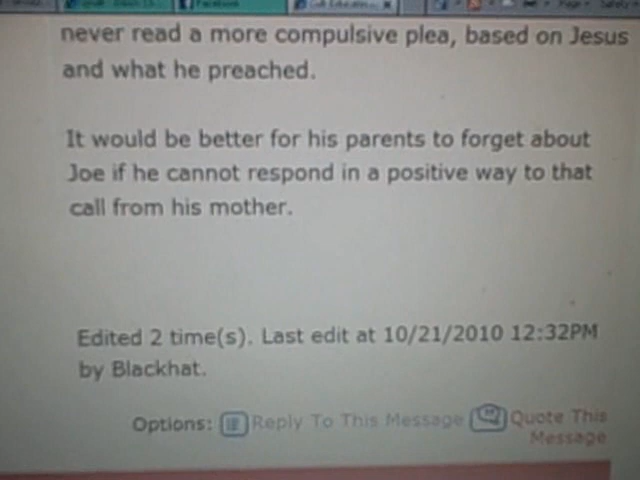 Facebook
Page
Safety
never read a more compulsive plea, based on Jesus
and what he preached.
It would be better for his parents to forget about
Joe if he cannot respond in a positive way to that
call from his mother.
Edited 2 time(s). Last edit at 10/21/2010 12:32PM
by Blackhat.
Options: Reply To This Message Quote This
Message